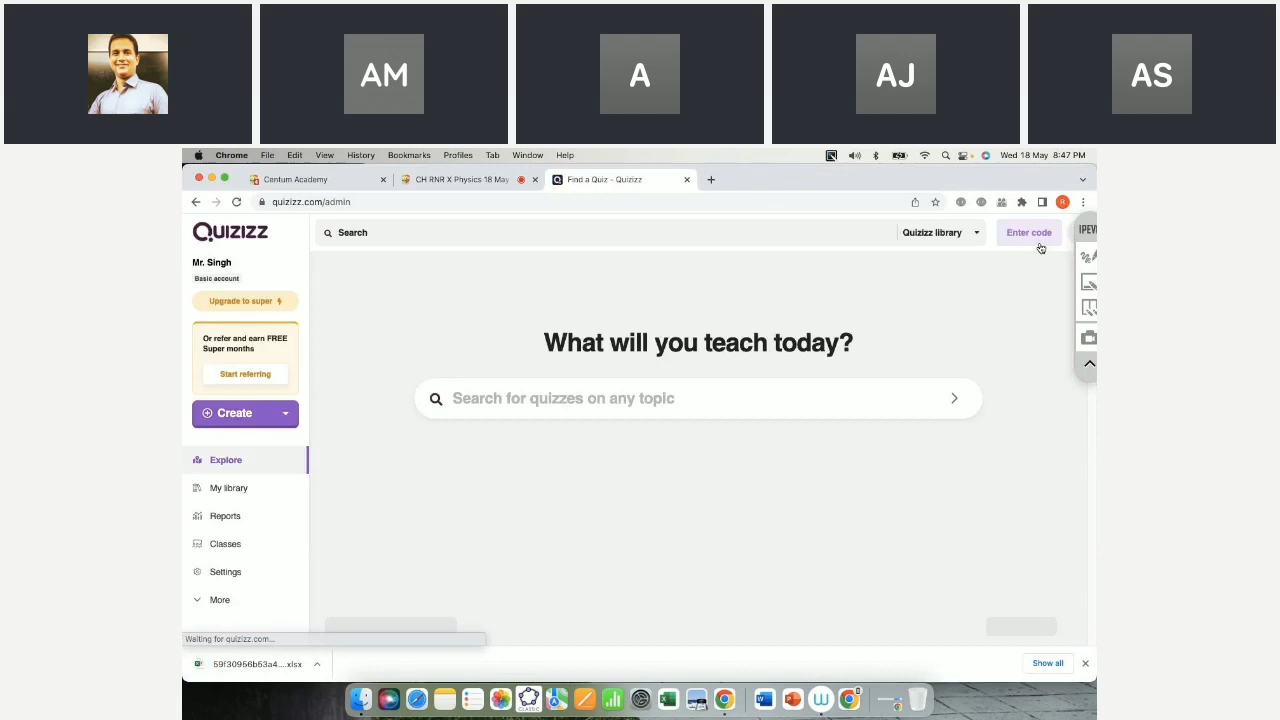 AM
A
AJ
AS
Chrome File Edit View History Bookmarks Profiles Tab Window Help
Wed 18 May 8:47 PM
Centum Academy
CH RNR X Physics 18 May
Find a Quiz - Quizizz
quizizz.com/admin
R
QUIZIZZ
Search
Quizizz library
Enter code
IPEV
Mr. Singh
Basic account
Upgrade to super
Or refer and earn FREE
Super months
Start referring
What will you teach today?
Search for quizzes on any topic
Create
Explore
My library
Reports
Classes
Settings
More
Waiting for quizizz.com...
59f30956b53a4....xlsx
Show all
CLASSIC